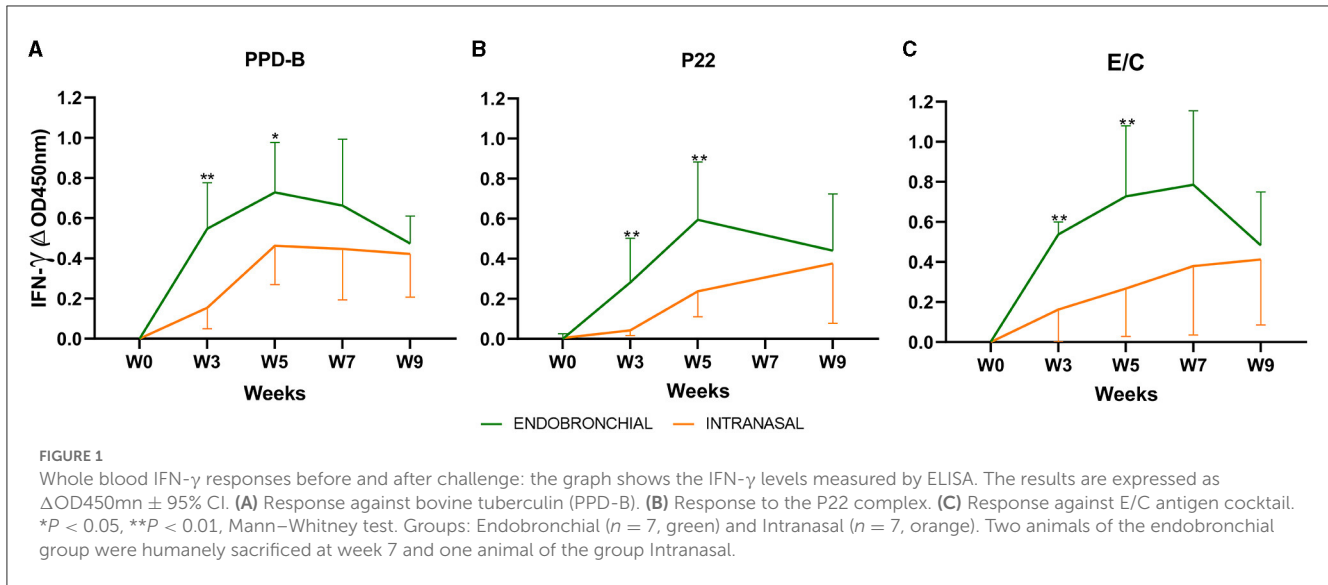 A
PPD-B
IFN-γ (ΔOD450nm)
1.2
1.0
0.8
0.6
0.4
0.2
0.0
**
*
W0 W3 W5 W7 W9
Weeks
B
P22
1.2
1.0
0.8
0.6
0.4
0.2
0.0
**
**
W0 W3 W5 W7 W9
Weeks
C
E/C
1.2
1.0
0.8
0.6
0.4
0.2
0.0
**
**
W0 W3 W5 W7 W9
Weeks
ENDOBRONCHIAL INTRANASAL
FIGURE 1
Whole blood IFN-γ responses before and after challenge: the graph shows the IFN-γ levels measured by ELISA. The results are expressed as
ΔOD450mn ± 95% CI. (A) Response against bovine tuberculin (PPD-B). (B) Response to the P22 complex. (C) Response against E/C antigen cocktail.
*P < 0.05, **P < 0.01, Mann–Whitney test. Groups: Endobronchial (n = 7, green) and Intranasal (n = 7, orange). Two animals of the endobronchial
group were humanely sacrificed at week 7 and one animal of the group Intranasal.